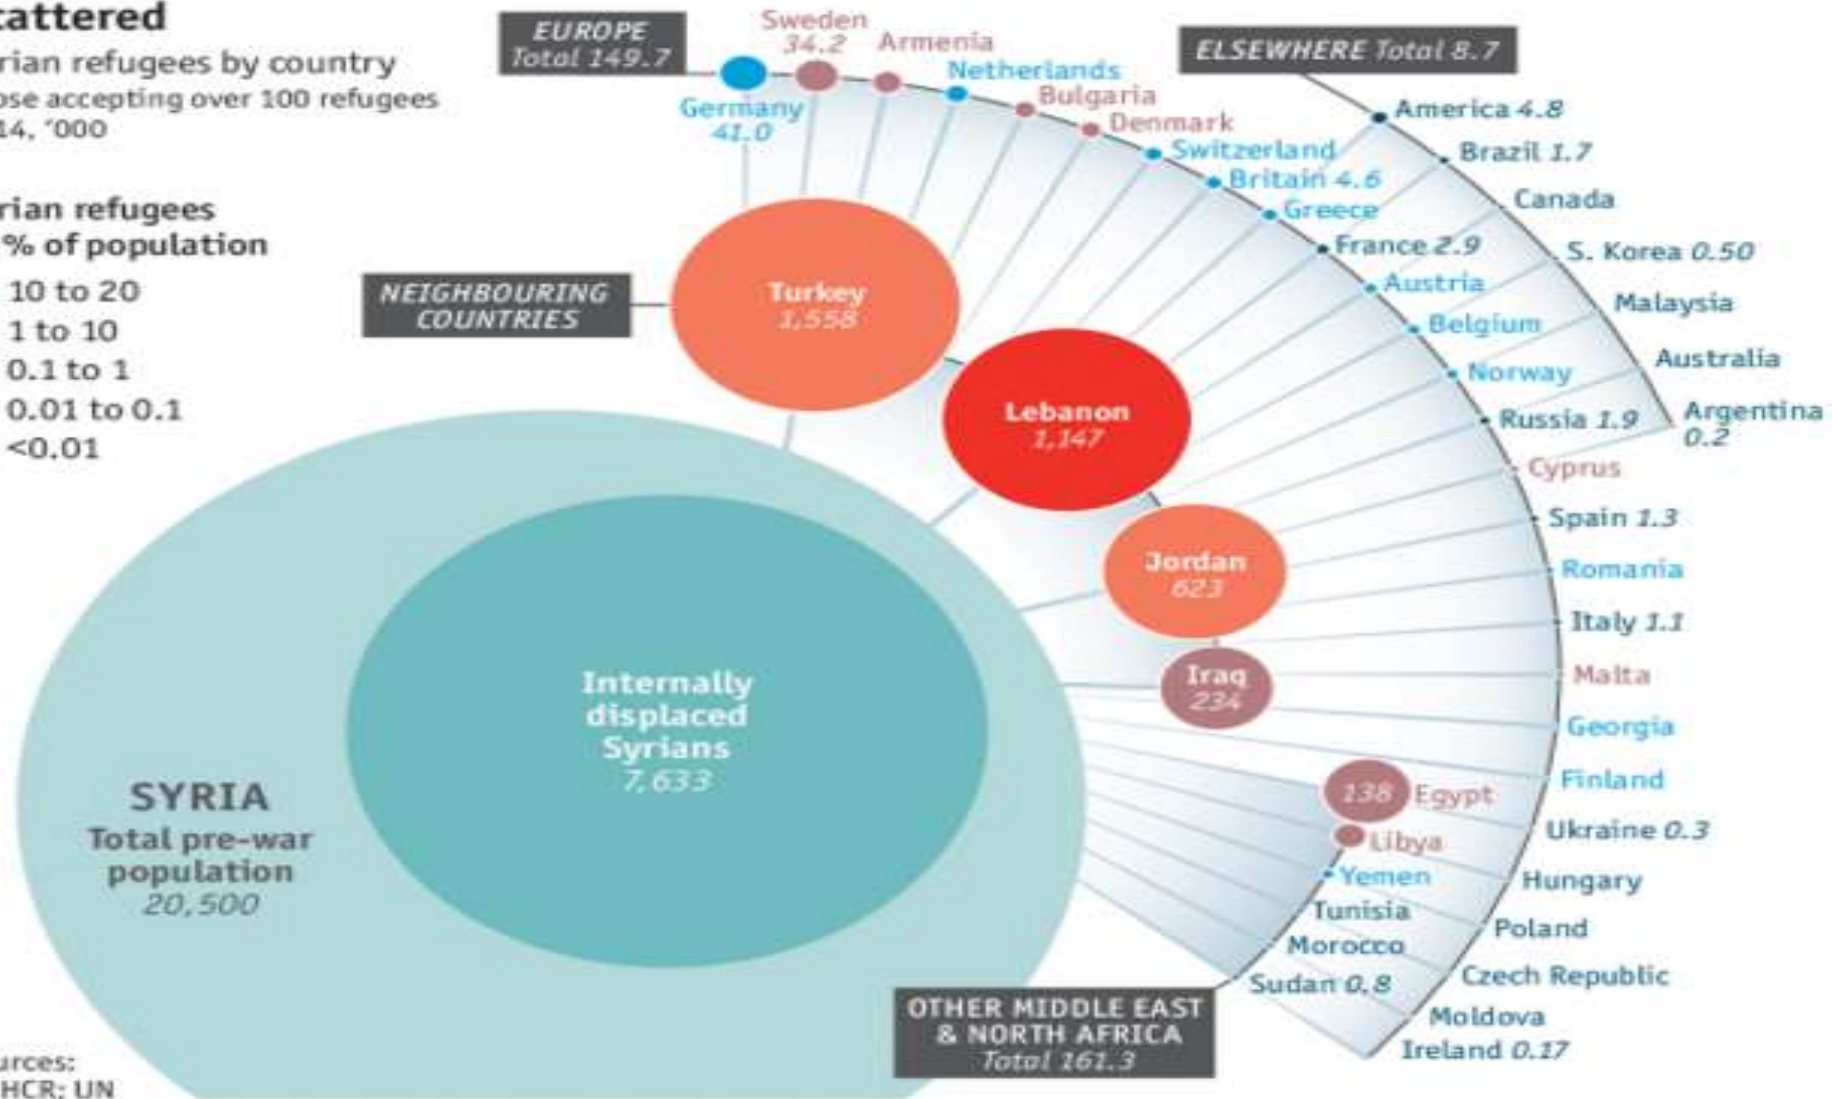 cattered
rian refugees by country
ose accepting over 100 refugees
14, ’000
rian refugees
% of population
10 to 20
1 to 10
0.1 to 1
0.01 to 0.1
<0.01
EUROPE
Total 149.7
Germany
41.0
Sweden
34.2
Armenia
Netherlands
Bulgaria
Denmark
Switzerland
Britain 4.6
Greece
France 2.9
Austria
Belgium
Norway
Russia 1.9
Cyprus
Spain 1.3
Romania
Italy 1.1
Malta
Georgia
Finland
Ukraine 0.3
Hungary
Poland
Czech Republic
Moldova
Ireland 0.17
ELSEWHERE Total 8.7
America 4.8
Brazil 1.7
Canada
S. Korea 0.50
Malaysia
Australia
Argentina
0.2
NEIGHBOURING
COUNTRIES
Turkey
1,558
Lebanon
1,147
Jordan
623
Iraq
234
138 Egypt
Libya
Yemen
Tunisia
Morocco
Sudan 0.8
OTHER MIDDLE EAST
& NORTH AFRICA
Total 161.3
Internally
displaced
Syrians
7,633
SYRIA
Total pre-war
population
20,500
urces:
HCR; UN